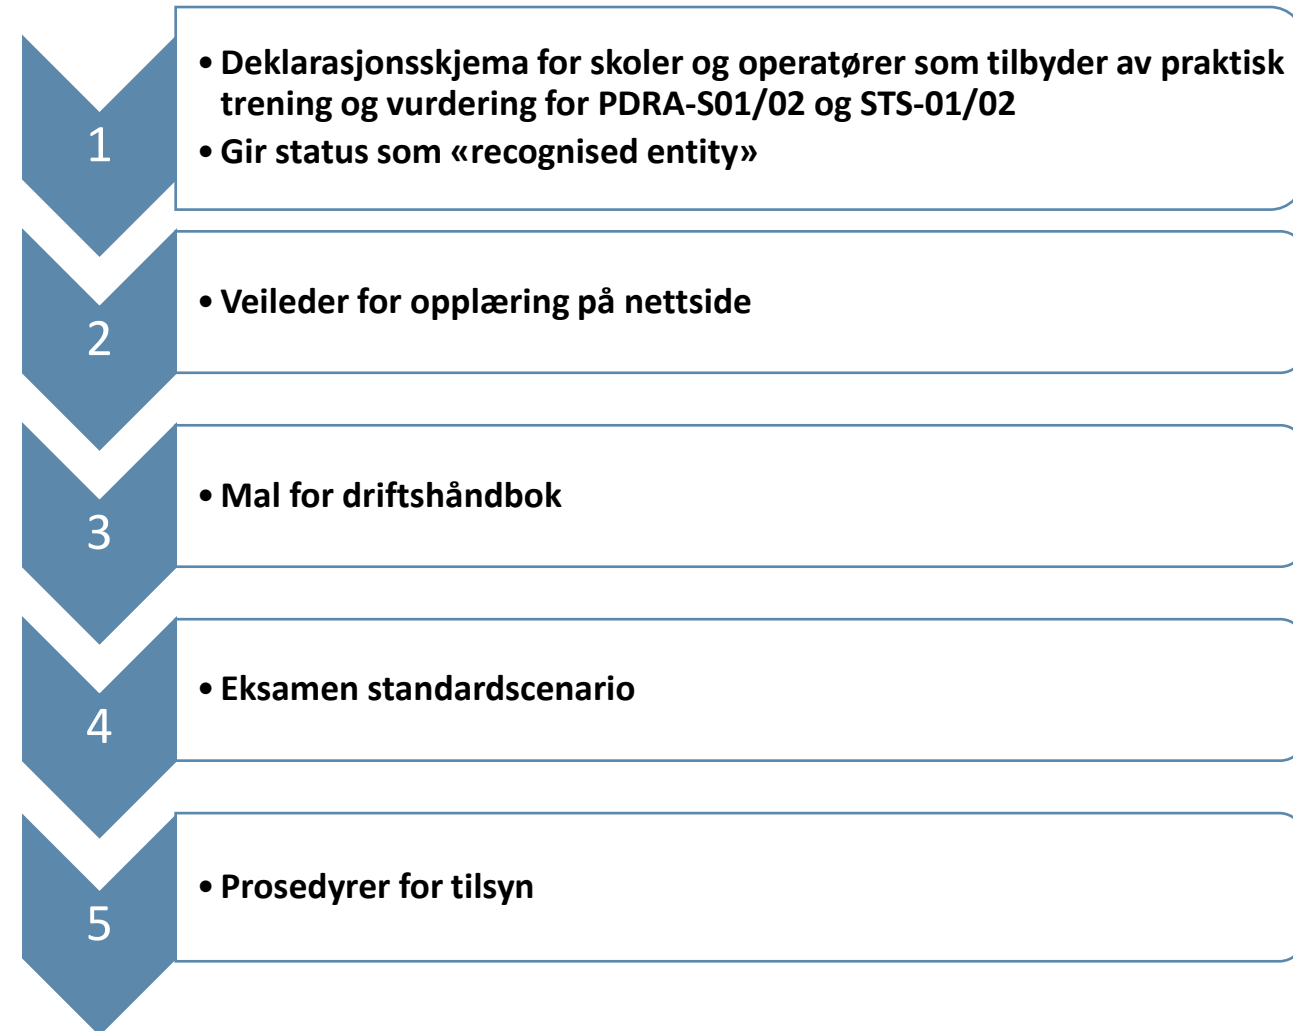 1
• Deklarasjonsskjema for skoler og operatører som tilbyder av praktisk
trening og vurdering for PDRA-S01/02 og STS-01/02
• Gir status som «recognised entity»
2
• Veileder for opplæring på nettside
3
• Mal for driftshåndbok
4
• Eksamen standardscenario
5
• Prosedyrer for tilsyn